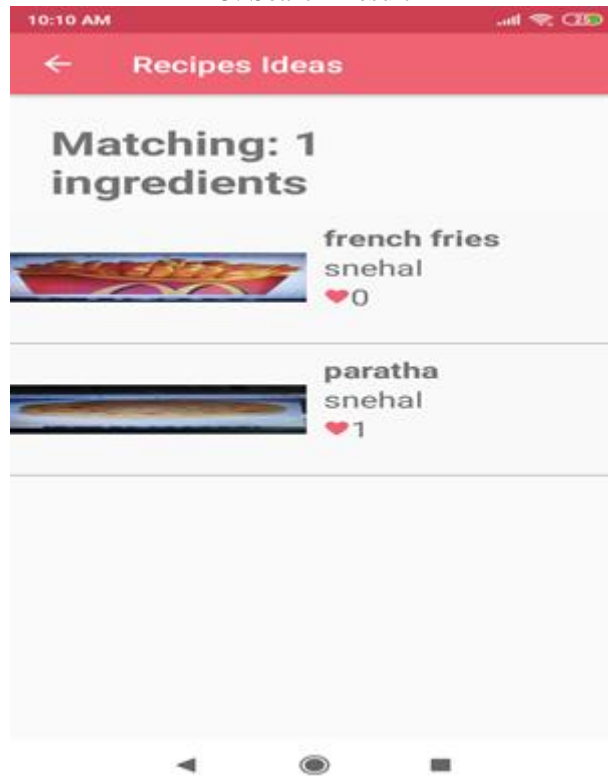 10:10 AM
Recipes Ideas
Matching: 1
ingredients
french fries
snehal
0
paratha
snehal
1